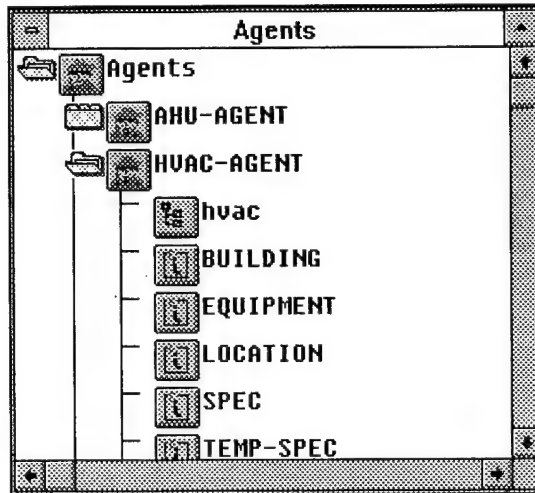 Agents
Agents
AHU-AGENT
HVAC-AGENT
hvac
BUILDING
EQUIPMENT
LOCATION
SPEC
TEMP-SPEC